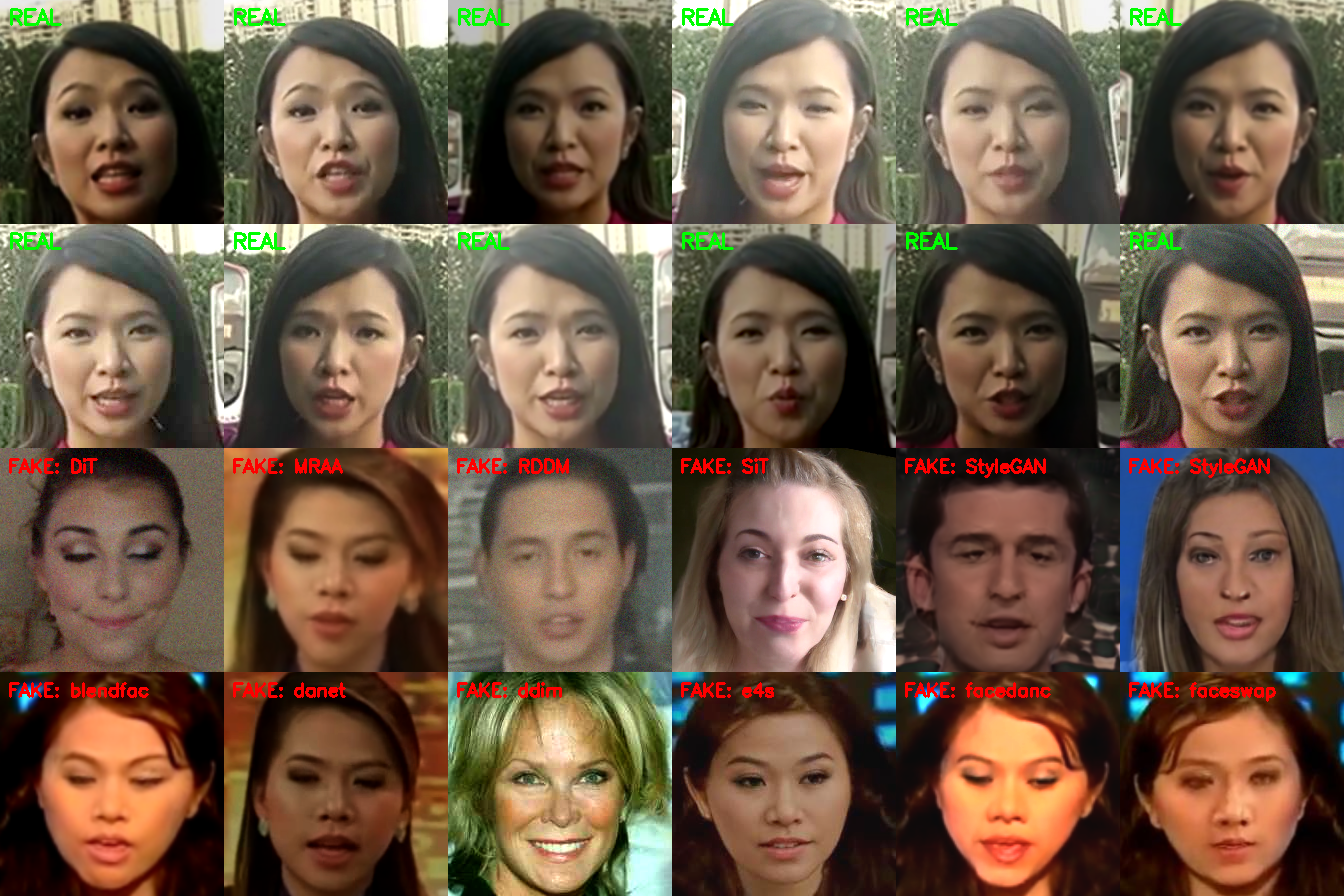 REAL REAL REAL REAL REAL REAL
REAL REAL REAL REAL REAL REAL
FAKE: DiT FAKE: MRAA FAKE: RDDM FAKE: SiT FAKE: StyleGAN FAKE: StyleGAN
FAKE: blendfac FAKE: danet FAKE: ddim FAKE: e4s FAKE: facedanc FAKE: faceswap